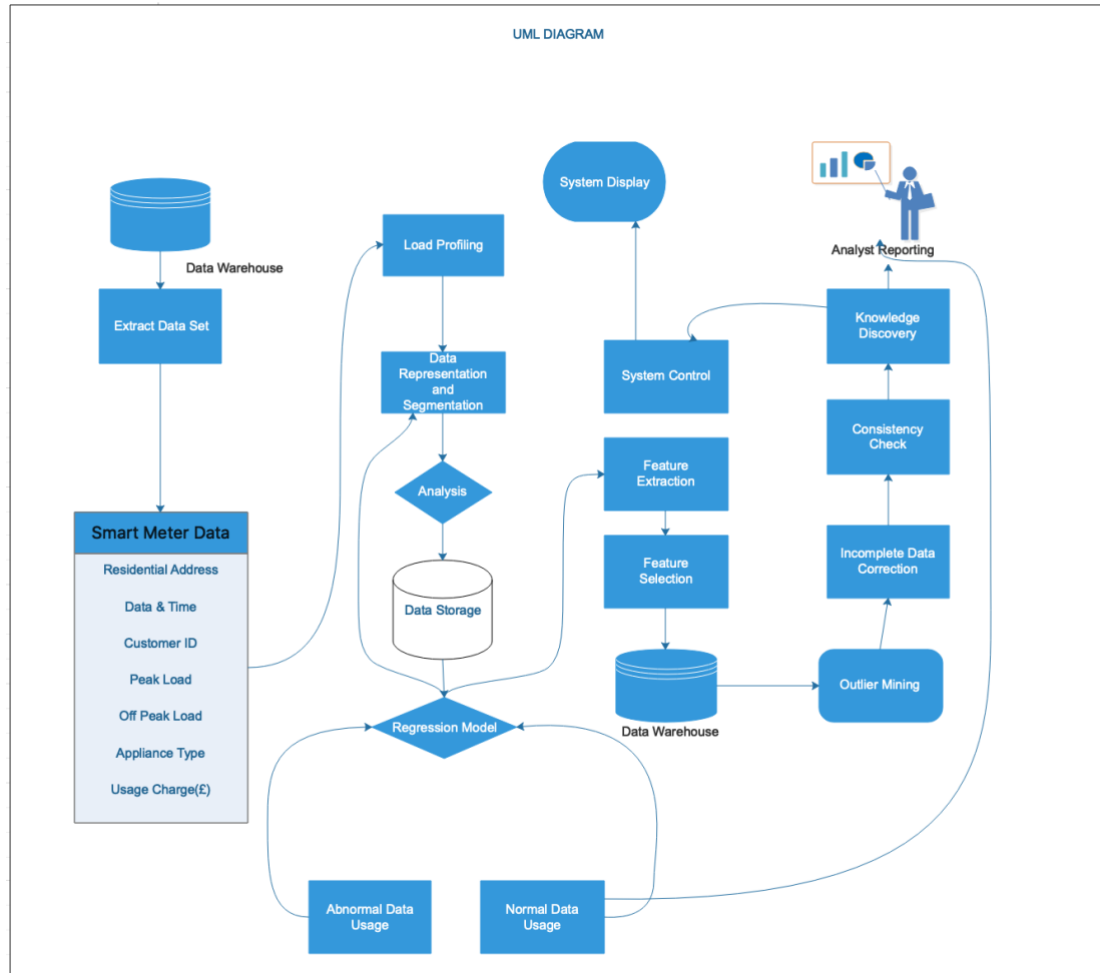 UML DIAGRAM
Data Warehouse
Extract Data Set
Smart Meter Data
Residential Address
Data & Time
Customer ID
Peak Load
Off Peak Load
Appliance Type
Usage Charge(£)
Load Profiling
Data
Representation
and
Segmentation
Analysis
Data Storage
Regression Model
Abnormal Data
Usage
Normal Data
Usage
System Display
System Control
Feature
Extraction
Feature
Selection
Data Warehouse
Outlier Mining
Incomplete Data
Correction
Consistency
Check
Knowledge
Discovery
Analyst Reporting